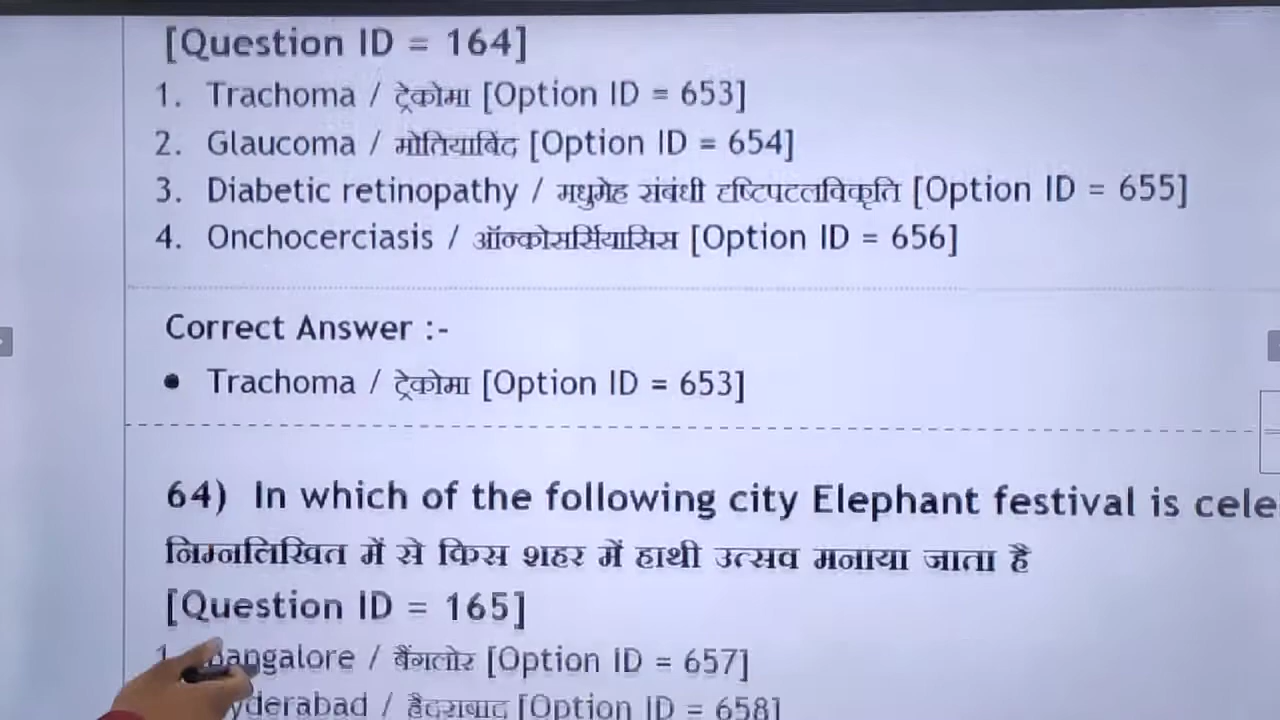 [Question ID = 164]
1. Trachoma / ट्रेकोमा [Option ID = 653]
2. Glaucoma / मोतियाबिंद [Option ID = 654]
3. Diabetic retinopathy / मधुमेह संबंधी दृष्टिपटलविकृति [Option ID = 655]
4. Onchocerciasis / ऑन्कोसर्सियासिस [Option ID = 656]
Correct Answer :-
• Trachoma / ट्रेकोमा [Option ID = 653]
64) In which of the following city Elephant festival is cele
निम्नलिखित में से किस शहर में हाथी उत्सव मनाया जाता है
[Question ID = 165]
1. Bangalore / बैंगलोर [Option ID = 657]
yderabad / हैदराबाद [Option ID = 658]